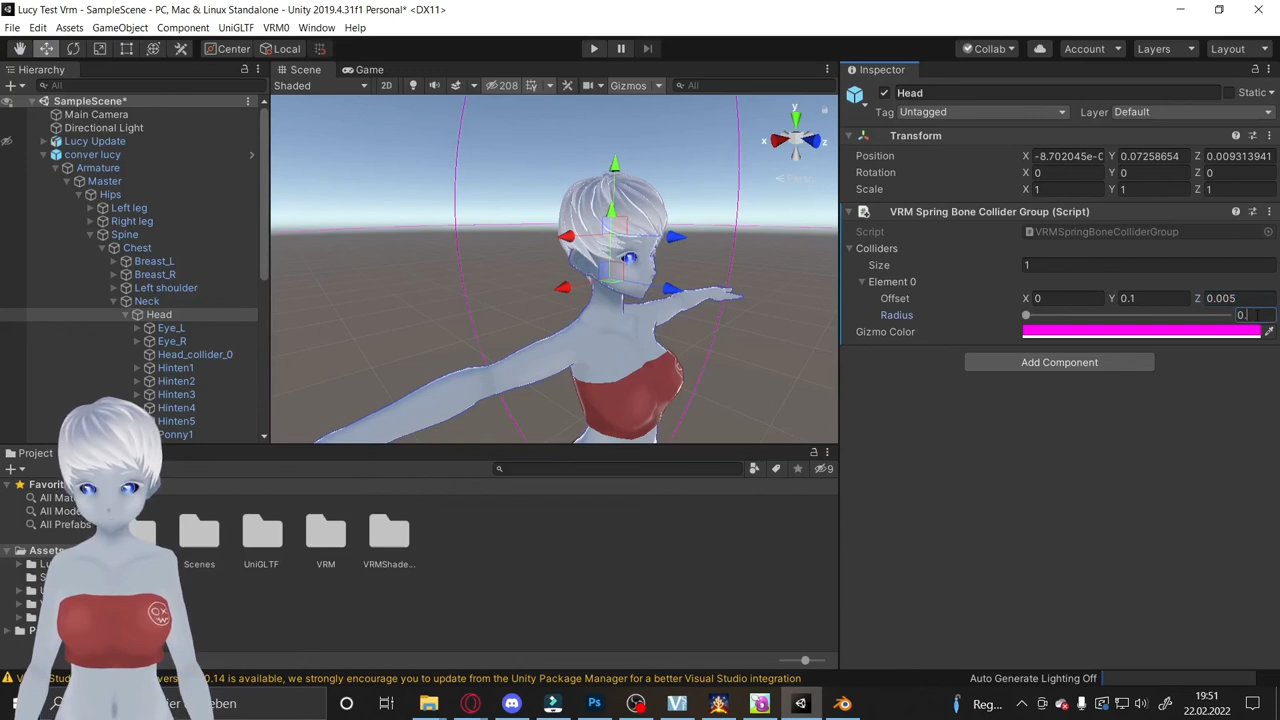 Lucy Test Vrm - SampleScene - PC, Mac & Linux Standalone - Unity 2019.4.31f1 Personal* <DX11>
File Edit Assets GameObject Component UniGLTF VRM0 Window Help
Center Local Collab Account Layers Layout
Hierarchy
All
SampleScene*
Main Camera
Directional Light
Lucy Update
conver lucy
Armature
Master
Hips
Left leg
Right leg
Spine
Chest
Breast_L
Breast_R
Left shoulder
Neck
Head
Eye_L
Eye_R
Head_collider_0
Hinten1
Hinten2
Hinten3
Hinten4
Hinten5
Ponny1
Scene Game
Shaded 2D 208 Gizmos All
y
x z
Inspector
Head Static
Tag Untagged Layer Default
Transform
Position X -8.702045e-0 Y 0.07258654 Z 0.009313941
Rotation X 0 Y 0 Z 0
Scale X 1 Y 1 Z 1
VRM Spring Bone Collider Group (Script)
Script VRMSpringBoneColliderGroup
Colliders
Size 1
Element 0
Offset X 0 Y 0.1 Z 0.005
Radius 0.
Gizmo Color
Add Component
Project
9
Favorit
All Mat
All Mode
All Prefabs
Assets
Scenes UniGLTF VRM VRMShade...
.14 is available, we strongly encourage you to update from the Unity Package Manager for a better Visual Studio integration
Auto Generate Lighting Off
Reg...
19:51
22.02.2022